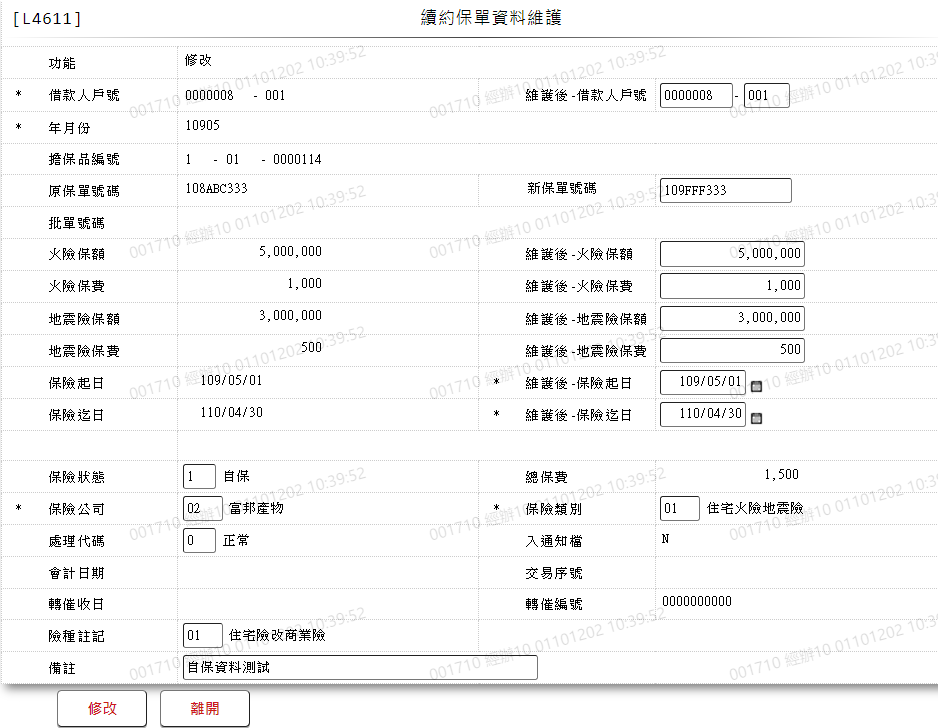 [L4611]
續約保單資料維護
功能 修改
* 借款人戶號 0000008 - 001 維護後-借款人戶號 0000008 - 001
* 年月份 10905
擔保品編號 1 - 01 - 0000114
原保單號碼 108ABC333 新保單號碼 109FFF333
批單號碼
火險保額 5,000,000 維護後-火險保額 5,000,000
火險保費 1,000 維護後-火險保費 1,000
地震險保額 3,000,000 維護後-地震險保額 3,000,000
地震險保費 500 維護後-地震險保費 500
保險起日 109/05/01 * 維護後-保險起日 109/05/01
保險迄日 110/04/30 * 維護後-保險迄日 110/04/30
保險狀態 1 自保 總保費 1,500
* 保險公司 02 富邦產物 * 保險類別 01 住宅火險地震險
處理代碼 0 正常 入通知檔 N
會計日期 交易序號
轉催收日 轉催編號 0000000000
險種註記 01 住宅險改商業險
備註 自保資料測試
修改 離開
001710 經辦10 01101202 10:39:52